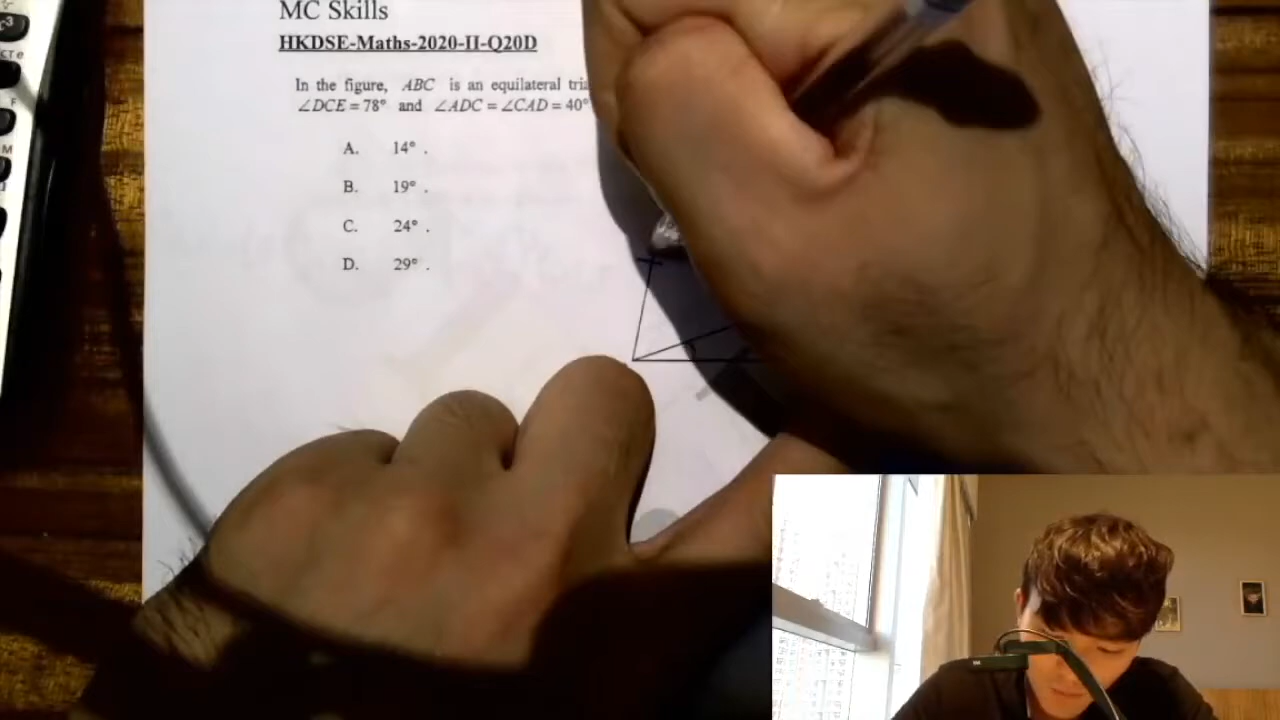 MC Skills
HKDSE-Maths-2020-II-Q20D
In the figure, ABC is an equilateral
∠DCE = 78° and ∠ADC = ∠CAD = 40°
A. 14° .
B. 19° .
C. 24° .
D. 29° .